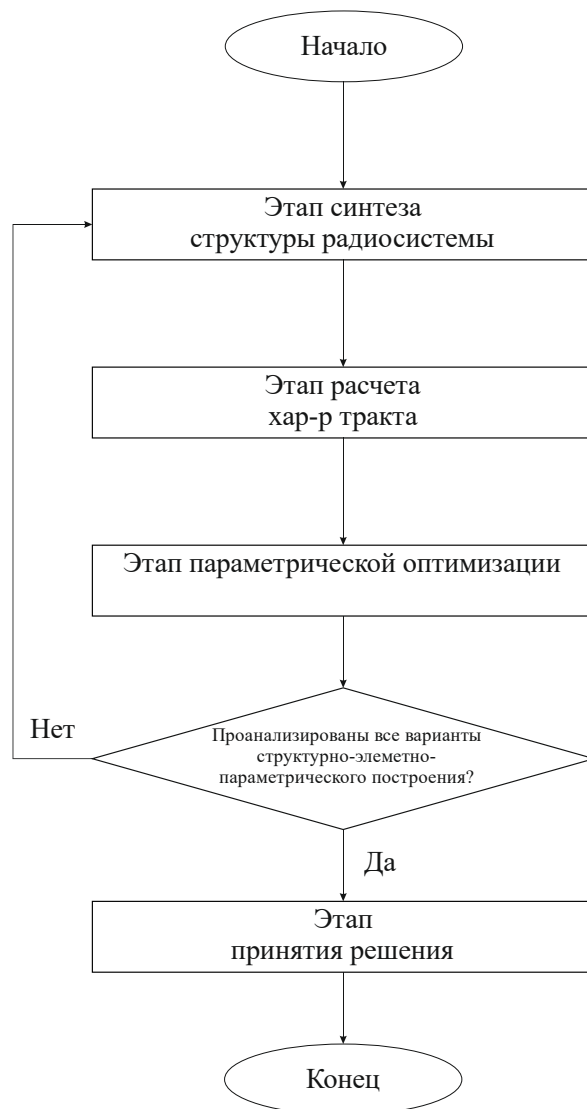 Начало
Этап синтеза
структуры радиосистемы
Этап расчета
хар-р тракта
Этап параметрической оптимизации
Нет
Проанализированы все варианты
структурно-элеметно-
параметрического построения?
Да
Этап
принятия решения
Конец